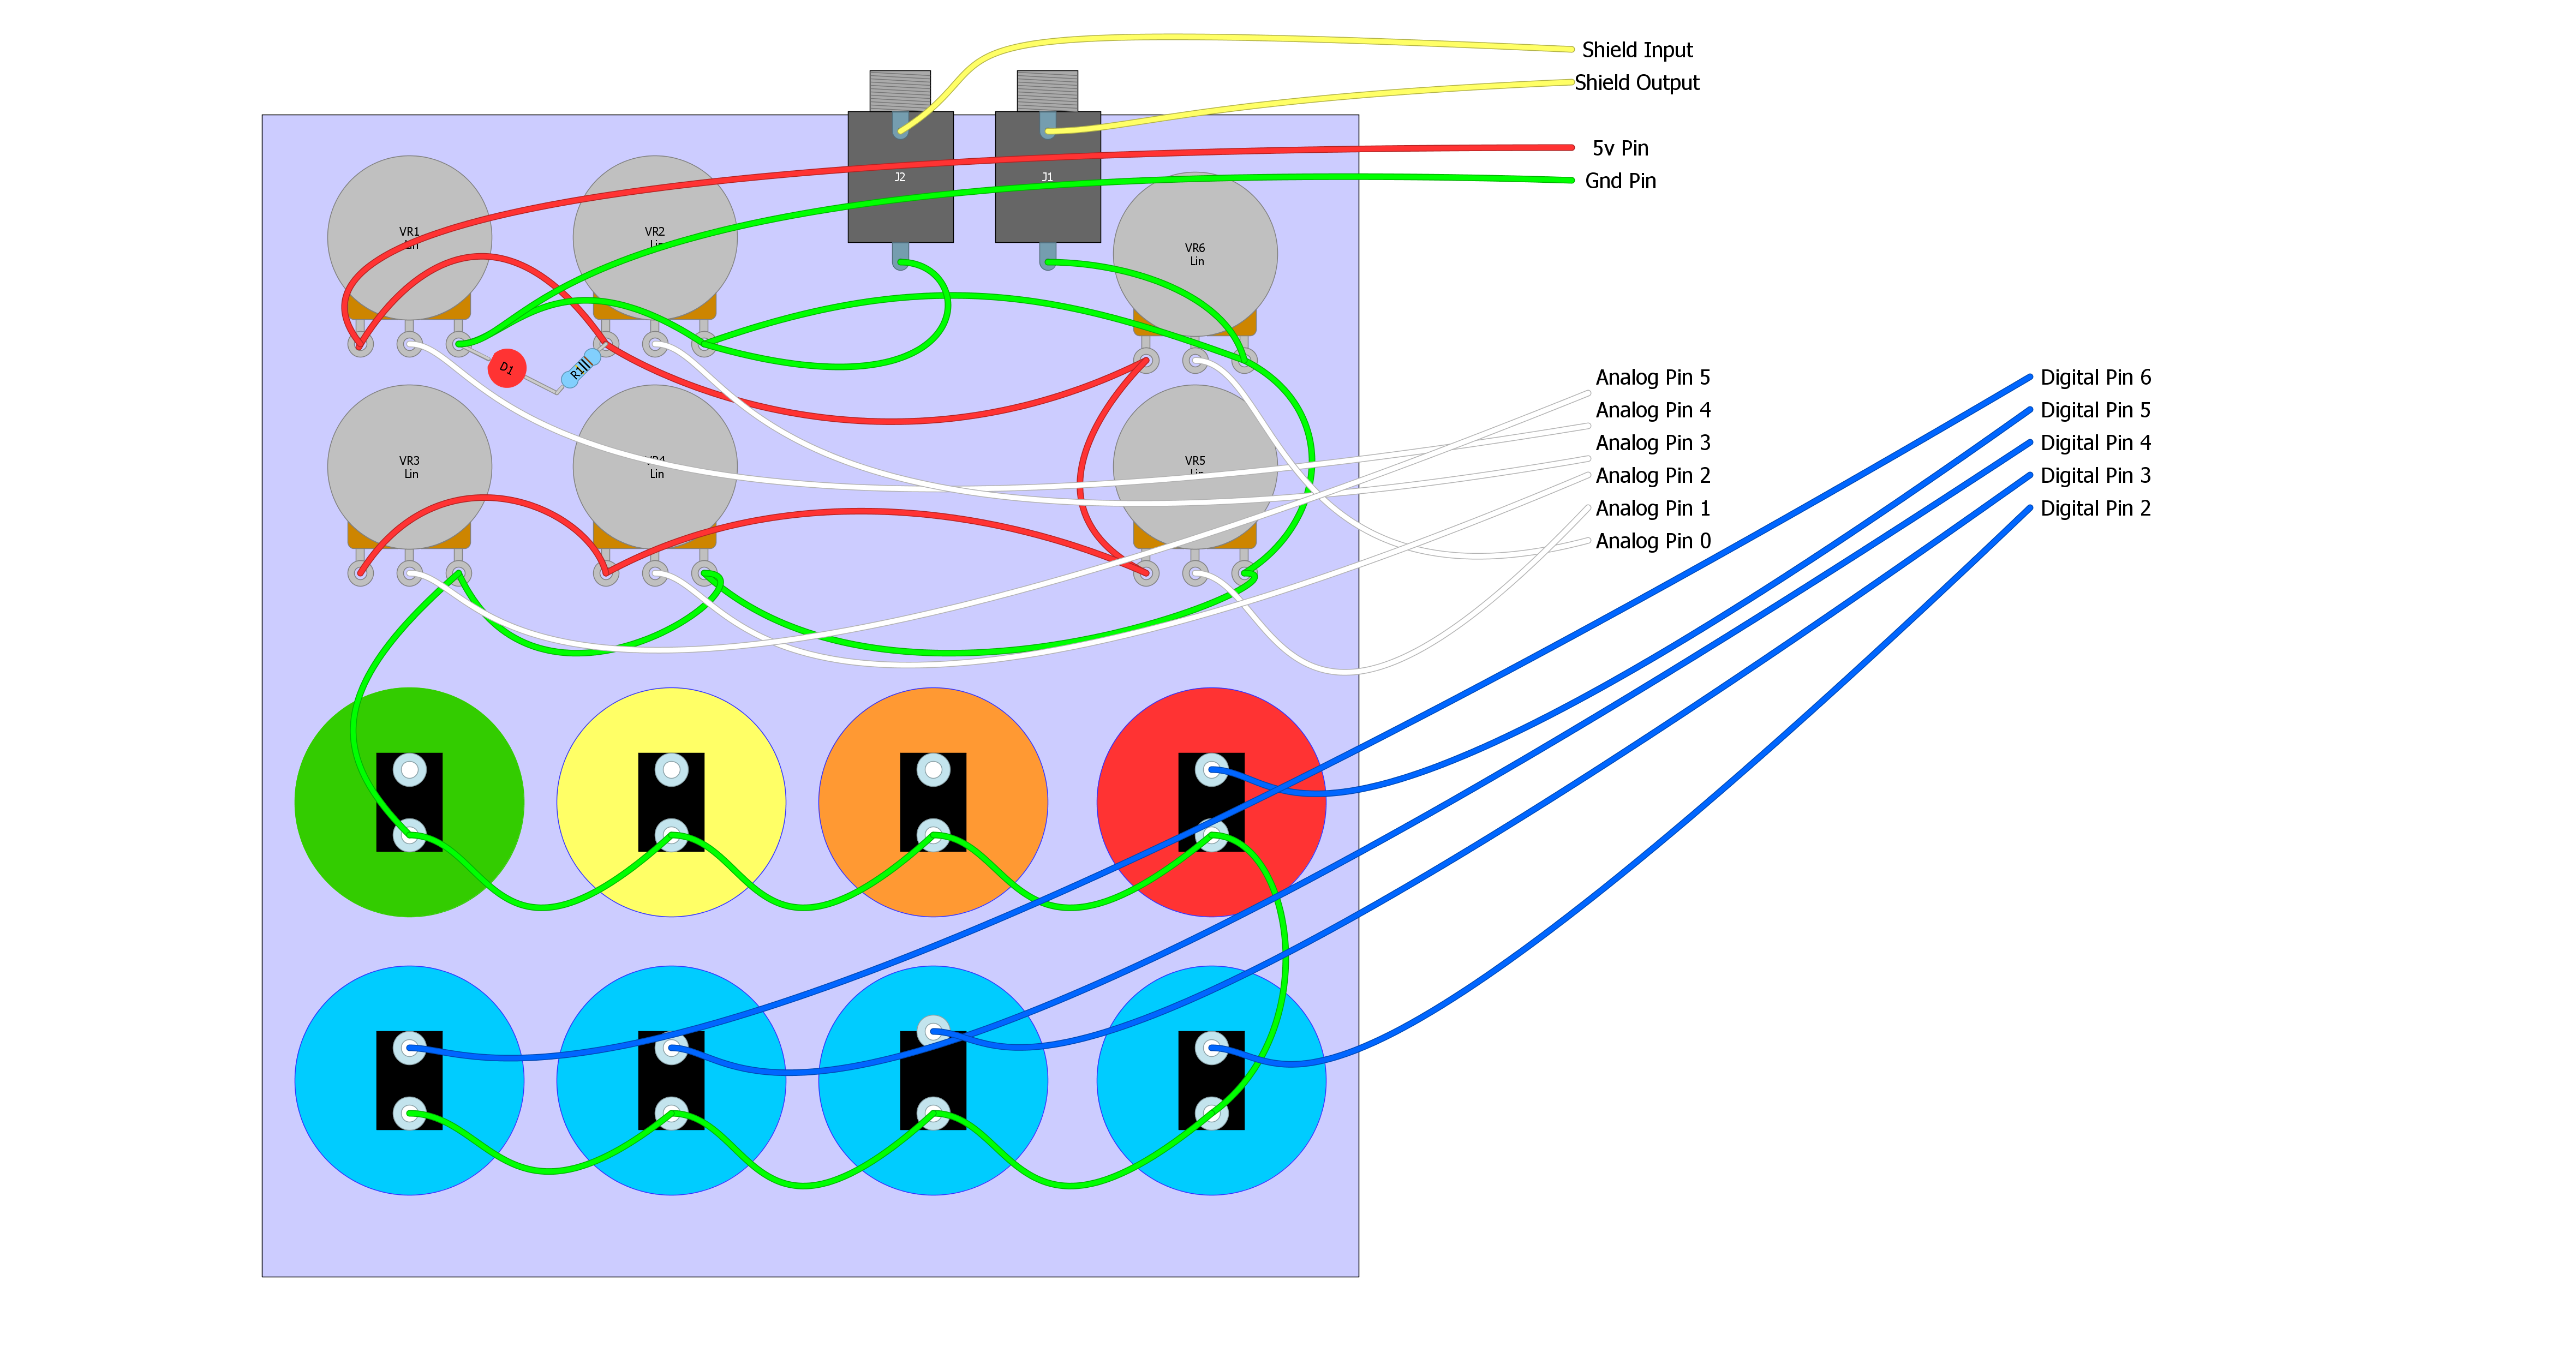 Shield Input
Shield Output
5v Pin
Gnd Pin
J2
J1
VR1
Lin
VR2
Lin
VR6
Lin
D1
R1
Analog Pin 5
Analog Pin 4
Analog Pin 3
Analog Pin 2
Analog Pin 1
Analog Pin 0
Digital Pin 6
Digital Pin 5
Digital Pin 4
Digital Pin 3
Digital Pin 2
VR3
Lin
VR4
Lin
VR5
Lin